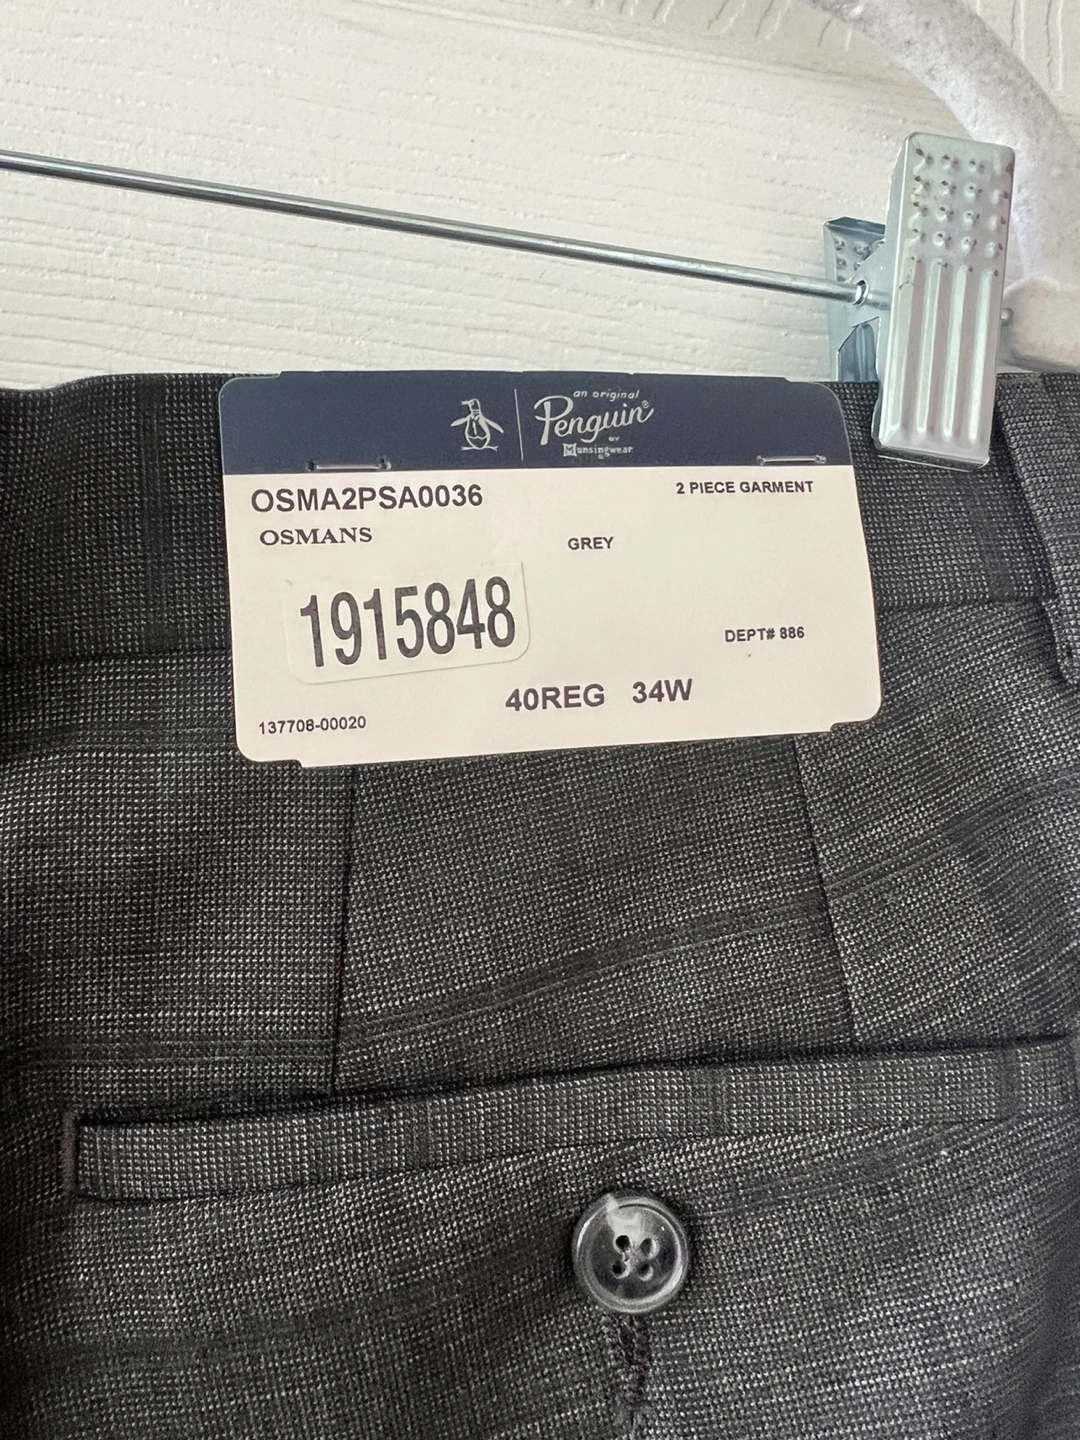 an original
Penguin®
BY
Munsingwear
OSMA2PSA0036
2 PIECE GARMENT
OSMANS
GREY
1915848
DEPT# 886
40REG 34W
137708-00020